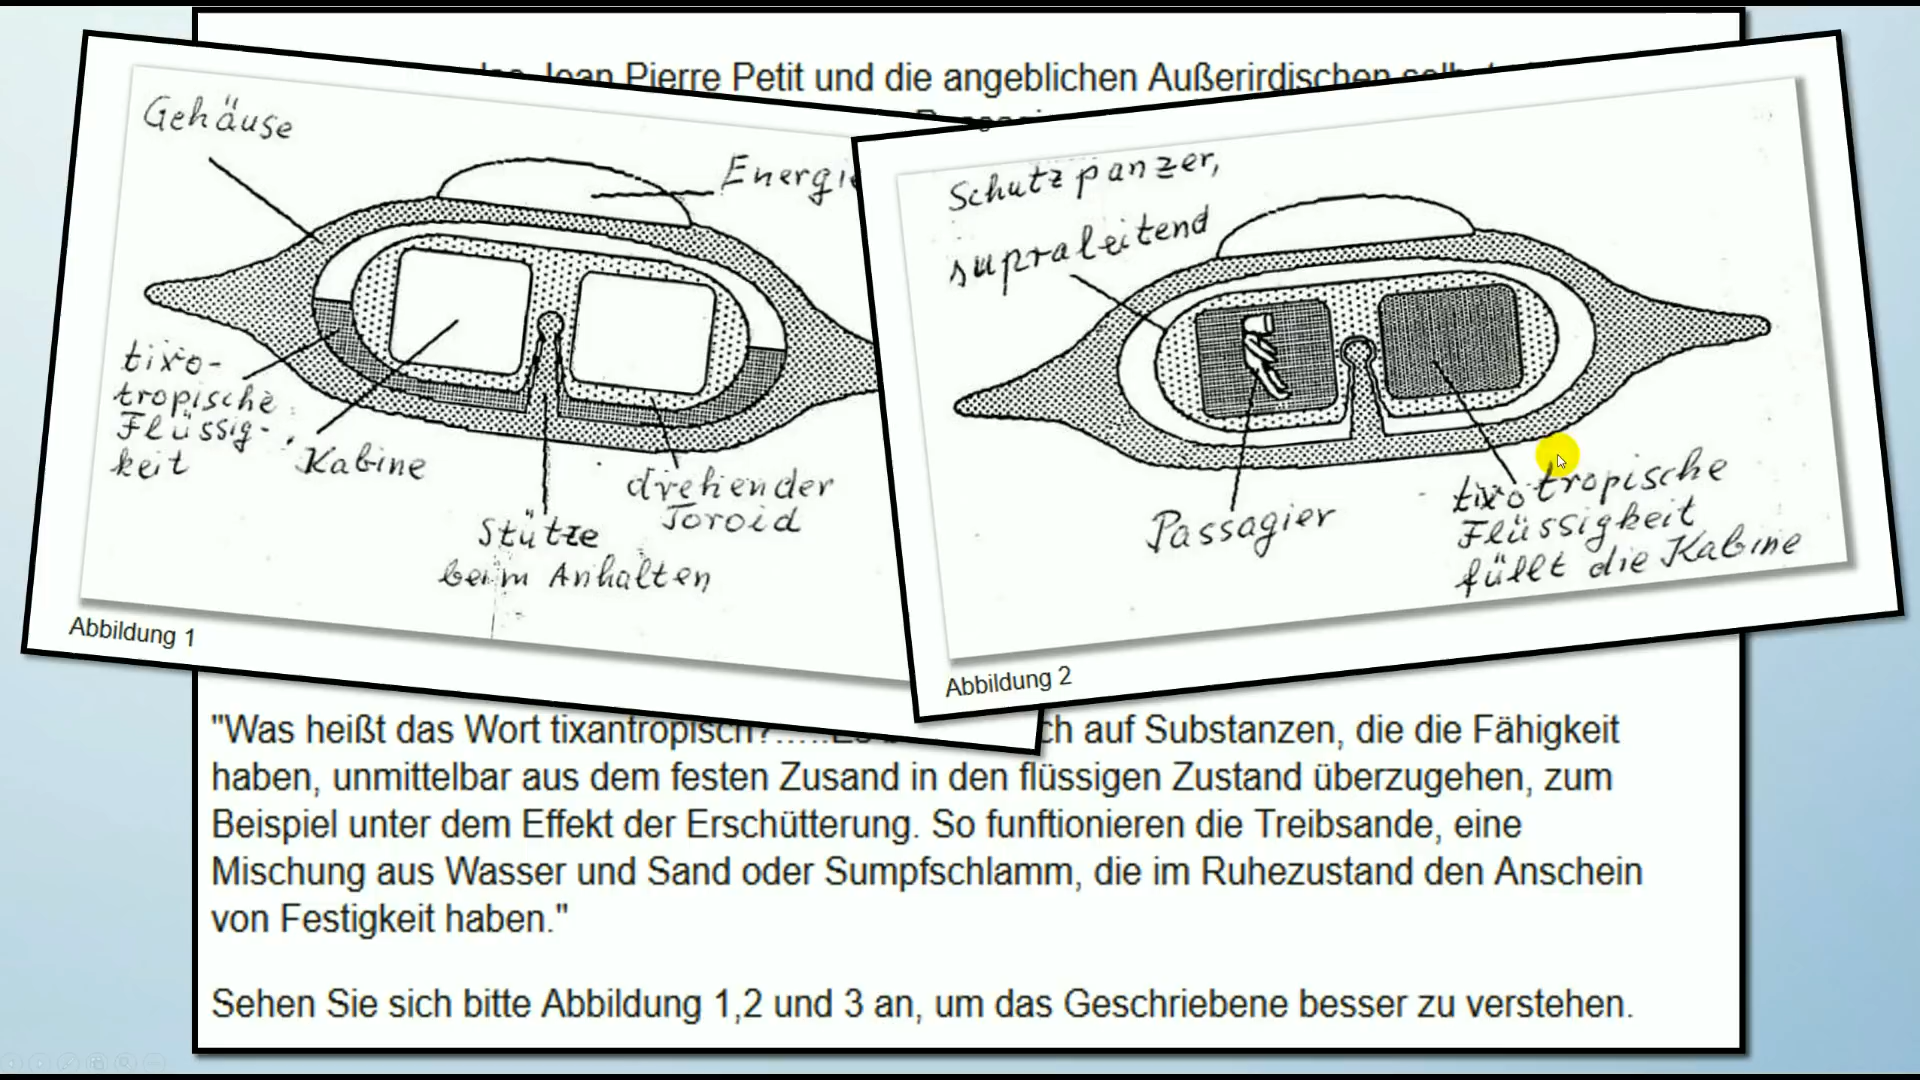 Jean Pierre Petit und die angeblichen Außerirdischen
Gehäuse
Energie
tixo-
tropische
Flüssig-
keit
Kabine
Stütze
beim Anhalten
drehender
Toroid
Abbildung 1
Schutzpanzer,
supraleitend
Passagier
tixotropische
Flüssigkeit
füllt die Kabine
Abbildung 2
"Was heißt das Wort tixantropisch?..... ch auf Substanzen, die die Fähigkeit
haben, unmittelbar aus dem festen Zusand in den flüssigen Zustand überzugehen, zum
Beispiel unter dem Effekt der Erschütterung. So funftionieren die Treibsande, eine
Mischung aus Wasser und Sand oder Sumpfschlamm, die im Ruhezustand den Anschein
von Festigkeit haben."
Sehen Sie sich bitte Abbildung 1,2 und 3 an, um das Geschriebene besser zu verstehen.